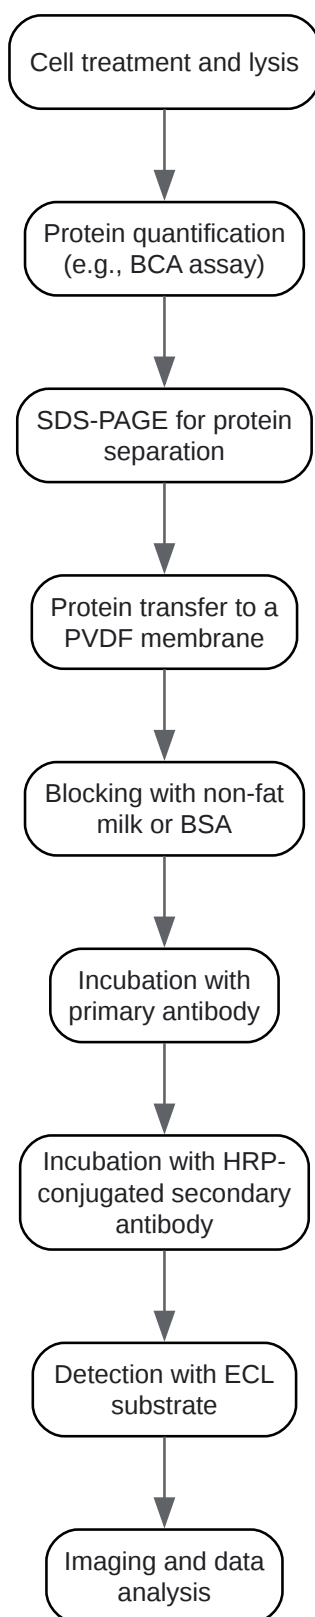 Cell treatment and lysis
Protein quantification
(e.g., BCA assay)
SDS-PAGE for protein
separation
Protein transfer to a
PVDF membrane
Blocking with non-fat
milk or BSA
Incubation with
primary antibody
Incubation with HRP-
conjugated secondary
antibody
Detection with ECL
substrate
Imaging and data
analysis